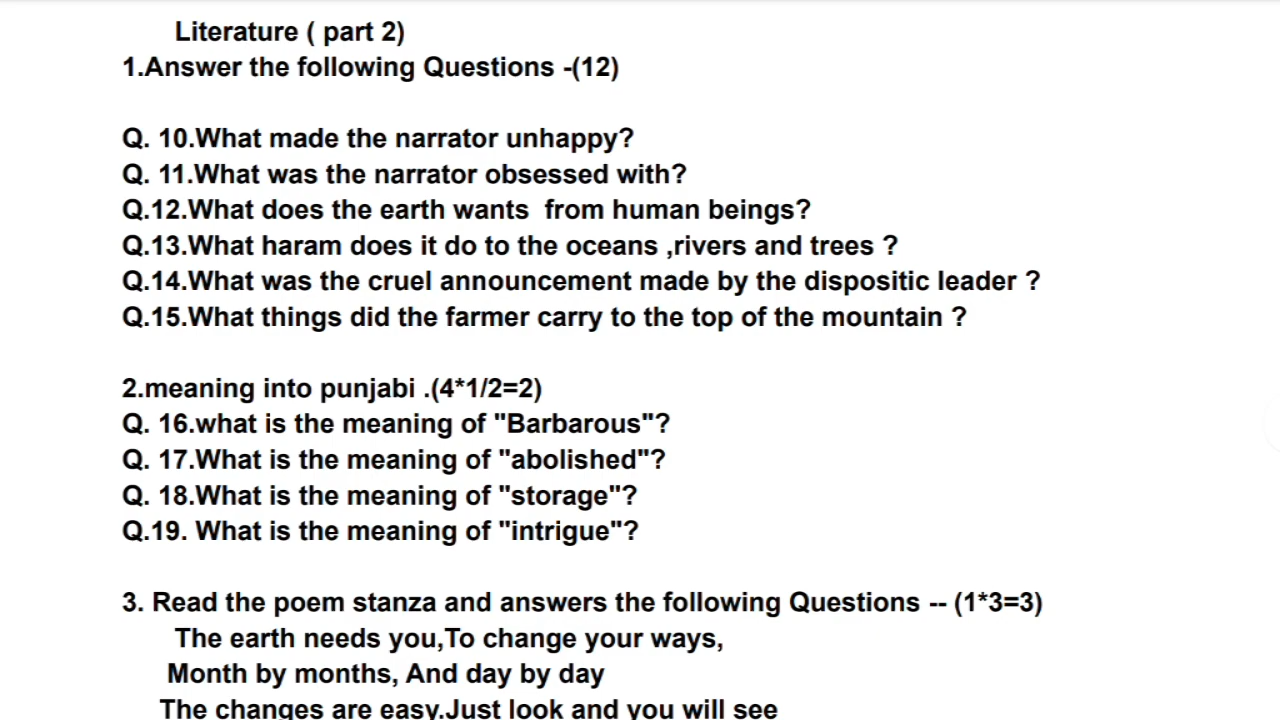 Literature ( part 2)
1.Answer the following Questions -(12)
Q. 10.What made the narrator unhappy?
Q. 11.What was the narrator obsessed with?
Q.12.What does the earth wants  from human beings?
Q.13.What haram does it do to the oceans ,rivers and trees ?
Q.14.What was the cruel announcement made by the dispositic leader ?
Q.15.What things did the farmer carry to the top of the mountain ?
2.meaning into punjabi .(4*1/2=2)
Q. 16.what is the meaning of "Barbarous"?
Q. 17.What is the meaning of "abolished"?
Q. 18.What is the meaning of "storage"?
Q.19. What is the meaning of "intrigue"?
3. Read the poem stanza and answers the following Questions -- (1*3=3)
The earth needs you,To change your ways,
Month by months, And day by day
The changes are easy.Just look and you will see